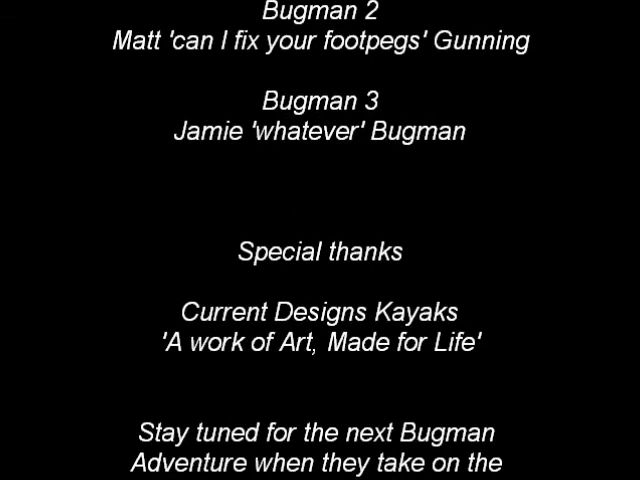 Bugman 2
Matt 'can I fix your footpegs' Gunning
Bugman 3
Jamie 'whatever' Bugman
Special thanks
Current Designs Kayaks
'A work of Art, Made for Life'
Stay tuned for the next Bugman
Adventure when they take on the